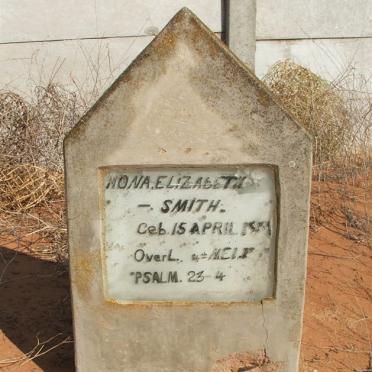 NONA.ELIZABETH
- SMITH.
Geb. 15 APRIL
OverL.
PSALM. 23-4